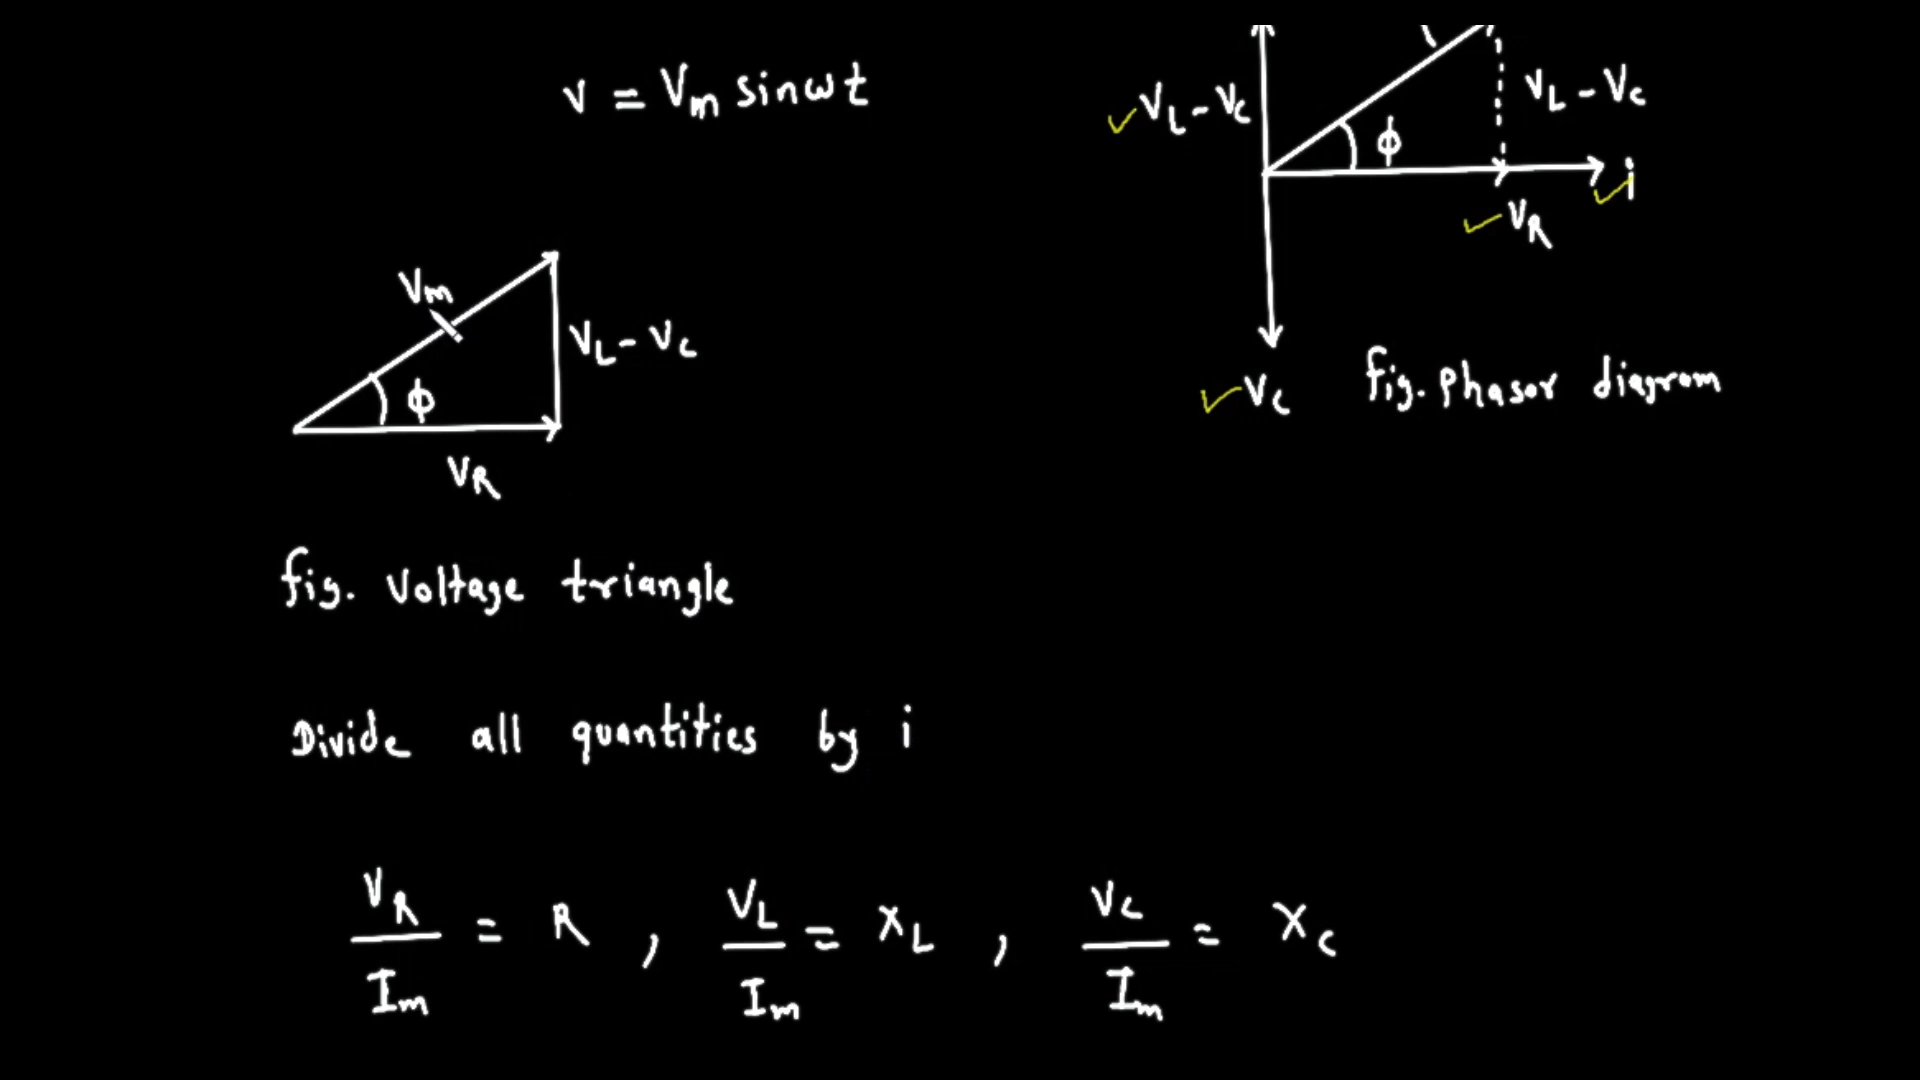 v = Vm sinωt
VL - VC
VL - VC
ϕ
i
VR
VC
fig. phasor diagram
Vm
VL - VC
ϕ
VR
fig. Voltage triangle
Divide all quantities by i
VR/Im = R , VL/Im = XL , VC/Im = XC